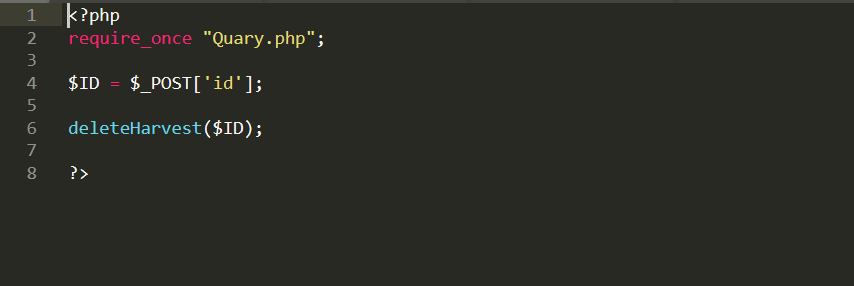 1 <?php
2 require_once "Quary.php";
3
4 $ID = $_POST['id'];
5
6 deleteHarvest($ID);
7
8 ?>